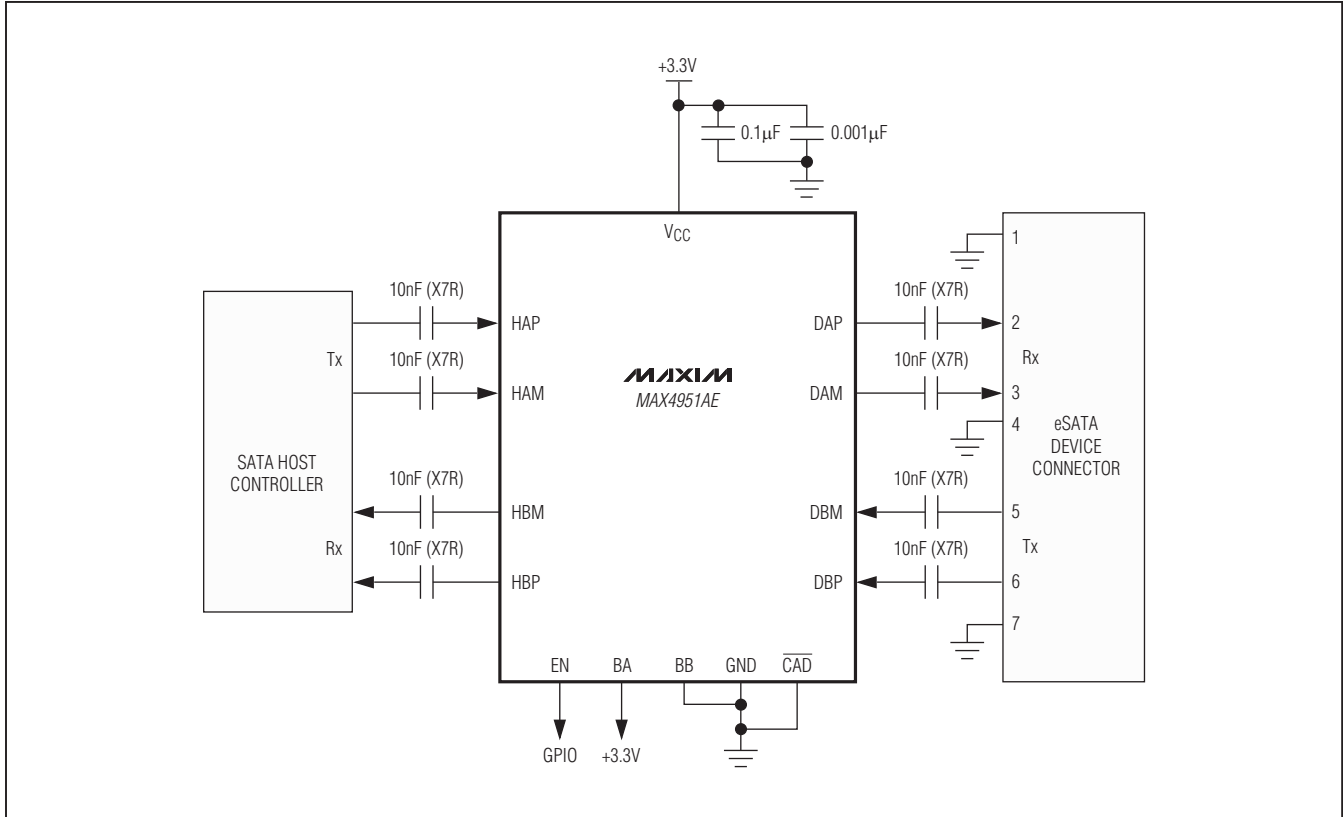 +3.3V
0.1µF
0.001µF
VCC
1
10nF (X7R)
10nF (X7R)
HAP
DAP
2
Tx
10nF (X7R)
10nF (X7R)
Rx
MAXIM
MAX4951AE
HAM
DAM
3
4
eSATA
DEVICE
CONNECTOR
SATA HOST
CONTROLLER
10nF (X7R)
10nF (X7R)
HBM
DBM
5
Rx
10nF (X7R)
10nF (X7R)
Tx
HBP
DBP
6
7
EN
BA
BB
GND
CAD
GPIO
+3.3V